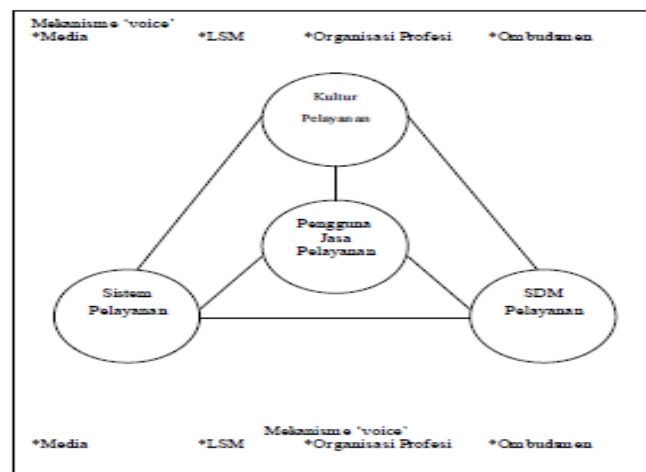 Mekanisme 'voice'
*Media *LSM *Organisasi Profesi *Ombudsmen
Kultur
Pelayanan
Pengguna
Jasa
Pelayanan
Sistem
Pelayanan
SDM
Pelayanan
Mekanisme 'voice'
*Media *LSM *Organisasi Profesi *Ombudsmen